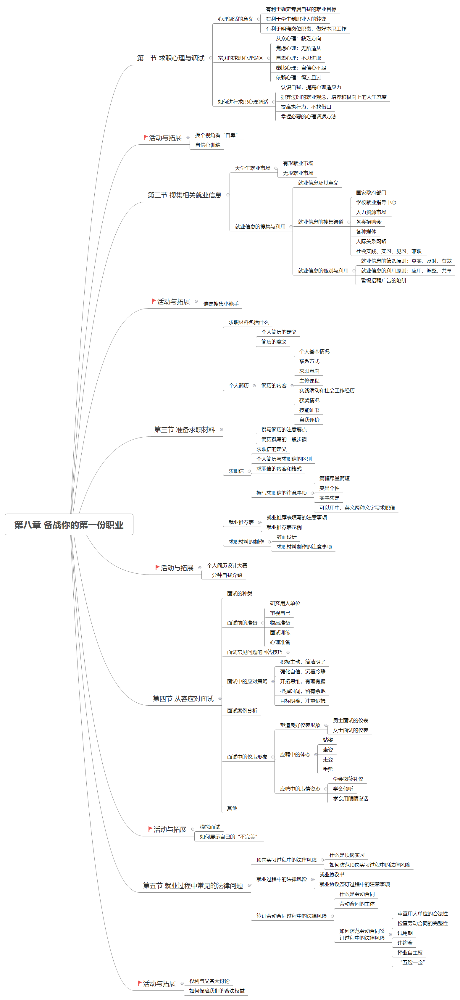 第八章 备战你的第一份职业
第一节 求职心理与调试
心理调适的意义
有利于确定专属自我的就业目标
有利于学生到职业人的转变
有利于明确岗位职责，做好本职工作
常见的求职心理误区
从众心理：缺乏方向
焦虑心理：无所适从
自卑心理：不思进取
攀比心理：自信心不足
依赖心理：得过且过
如何进行求职心理调适
认识自我，提高心理适应力
摒弃过时的就业观念，培养积极向上的人生态度
提高执行力，不找借口
掌握必要的心理调适方法
活动与拓展
换个视角看“自卑”
自信心训练
第二节 搜集相关就业信息
大学生就业市场
有形就业市场
无形就业市场
就业信息的搜集与利用
就业信息及其意义
就业信息的搜集渠道
国家政府部门
学校就业指导中心
人力资源市场
各类招聘会
各种媒体
人际关系网络
社会实践、实习、见习、兼职
就业信息的甄别与利用
就业信息的筛选原则：真实、及时、有效
就业信息的利用原则：应用、调整、共享
警惕招聘广告的陷阱
活动与拓展
谁是搜集小能手
第三节 准备求职材料
求职材料包括什么
个人简历
个人简历的定义
简历的意义
简历的内容
个人基本情况
联系方式
求职意向
主修课程
实践活动和社会工作经历
获奖情况
技能证书
自我评价
撰写简历的注意要点
简历撰写的一般步骤
求职信
求职信的定义
个人简历与求职信的区别
求职信的内容和格式
撰写求职信的注意事项
篇幅尽量简短
突出个性
实事求是
可以用中、英文两种文字写求职信
就业推荐表
就业推荐表填写的注意事项
就业推荐表示例
求职材料的制作
封面设计
求职材料制作的注意事项
活动与拓展
个人简历设计大赛
一分钟自我介绍
第四节 从容应对面试
面试的种类
面试前的准备
研究用人单位
审视自己
物品准备
面试训练
心理准备
面试常见问题的回答技巧
面试中的应对策略
积极主动，简洁明了
强化自信，沉着冷静
开拓思维，有理有据
把握时间，留有余地
目标明确，注重逻辑
面试案例分析
面试中的仪表形象
塑造良好仪表形象
男士面试的仪表
女士面试的仪表
应聘中的体态
站姿
坐姿
走姿
手势
应聘中的表情姿态
学会微笑礼仪
学会倾听
学会用眼睛说话
其他
活动与拓展
模拟面试
如何展示自己的“不完美”
第五节 就业过程中常见的法律问题
顶岗实习过程中的法律风险
什么是顶岗实习
如何防范顶岗实习过程中的法律风险
就业过程中的法律风险
就业协议书
就业协议签订过程中的注意事项
签订劳动合同过程中的法律风险
什么是劳动合同
劳动合同的主体
如何防范劳动合同签
订过程中的法律风险
审查用人单位的合法性
检查劳动合同的完整性
试用期
违约金
择业自主权
“五险一金”
活动与拓展
权利与义务大讨论
如何保障我们的合法权益